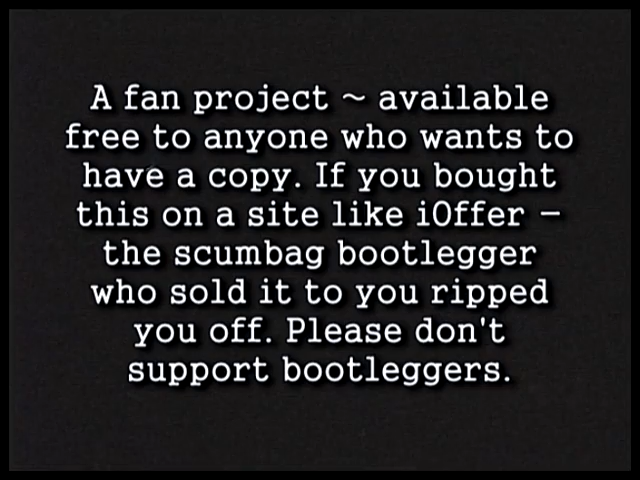 A fan project ~ available
free to anyone who wants to
have a copy. If you bought
this on a site like iOffer –
the scumbag bootlegger
who sold it to you ripped
you off. Please don't
support bootleggers.